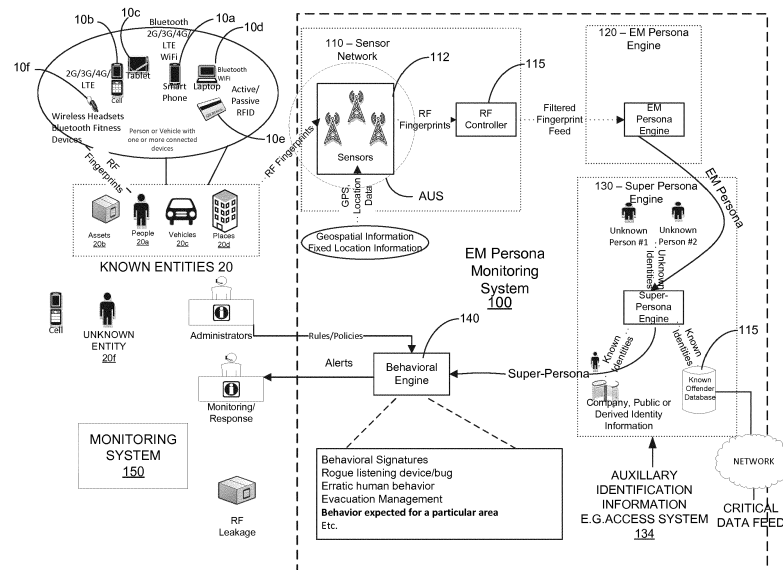 10b
10c
Bluetooth
2G/3G/4G/
LTE
WiFi
10a
10d
10f
2G/3G/4G/
LTE
Cell
Tablet
Smart
Phone
Laptop
Bluetooth
WiFi
Active/
Passive
RFID
Wireless Headsets
Bluetooth Fitness
Devices
Person or Vehicle with
one or more connected
devices
10e
RF
Fingerprints
RF Fingerprints
Assets
20b
People
20a
Vehicles
20c
Places
20d
KNOWN ENTITIES 20
110 – Sensor
Network
112
115
Sensors
RF
Fingerprints
RF
Controller
AUS
GPS,
Location
Data
Geospatial Information
Fixed Location Information
Filtered
Fingerprint
Feed
120 – EM Persona
Engine
EM
Persona
Engine
EM Persona
130 – Super Persona
Engine
Unknown
Person #1
Unknown
Person #2
Unknown
Identities
Super-
Persona
Engine
Known
Identities
Known
Identities
115
Known
Offender
Database
Company, Public or
Derived Identity
Information
EM Persona
Monitoring
System
100
Cell
UNKNOWN
ENTITY
20f
Administrators
Rules/Policies
140
Alerts
Behavioral
Engine
Super-Persona
Monitoring/
Response
MONITORING
SYSTEM
150
RF
Leakage
Behavioral Signatures
Rogue listening device/bug
Erratic human behavior
Evacuation Management
Behavior expected for a particular area
Etc.
AUXILLARY
IDENTIFICATION
INFORMATION
E.G.ACCESS SYSTEM
134
NETWORK
CRITICAL
DATA FEED